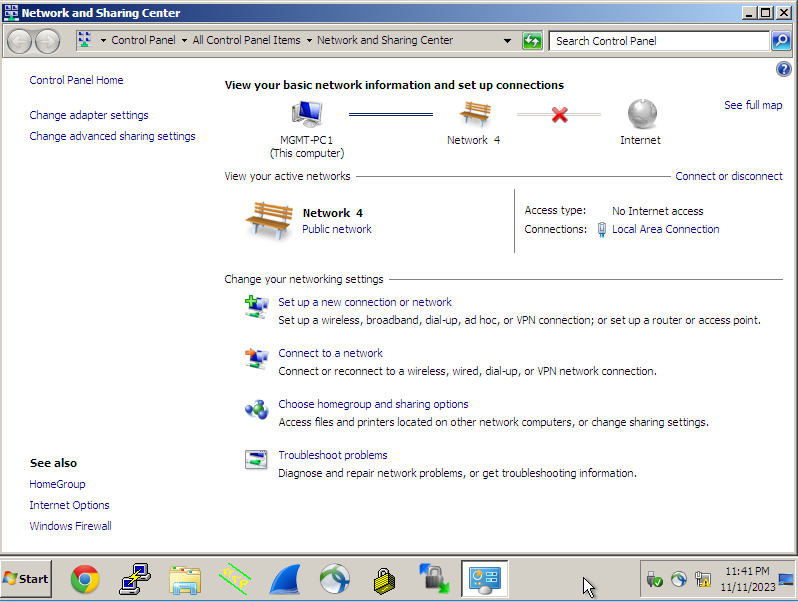 Network and Sharing Center
Control Panel All Control Panel Items Network and Sharing Center Search Control Panel
Control Panel Home
Change adapter settings
Change advanced sharing settings
View your basic network information and set up connections
See full map
MGMT-PC1
(This computer)
Network 4
Internet
View your active networks
Connect or disconnect
Network 4
Public network
Access type: No Internet access
Connections: Local Area Connection
Change your networking settings
Set up a new connection or network
Set up a wireless, broadband, dial-up, ad hoc, or VPN connection; or set up a router or access point.
Connect to a network
Connect or reconnect to a wireless, wired, dial-up, or VPN network connection.
Choose homegroup and sharing options
Access files and printers located on other network computers, or change sharing settings.
Troubleshoot problems
Diagnose and repair network problems, or get troubleshooting information.
See also
HomeGroup
Internet Options
Windows Firewall
Start
11:41 PM
11/11/2023